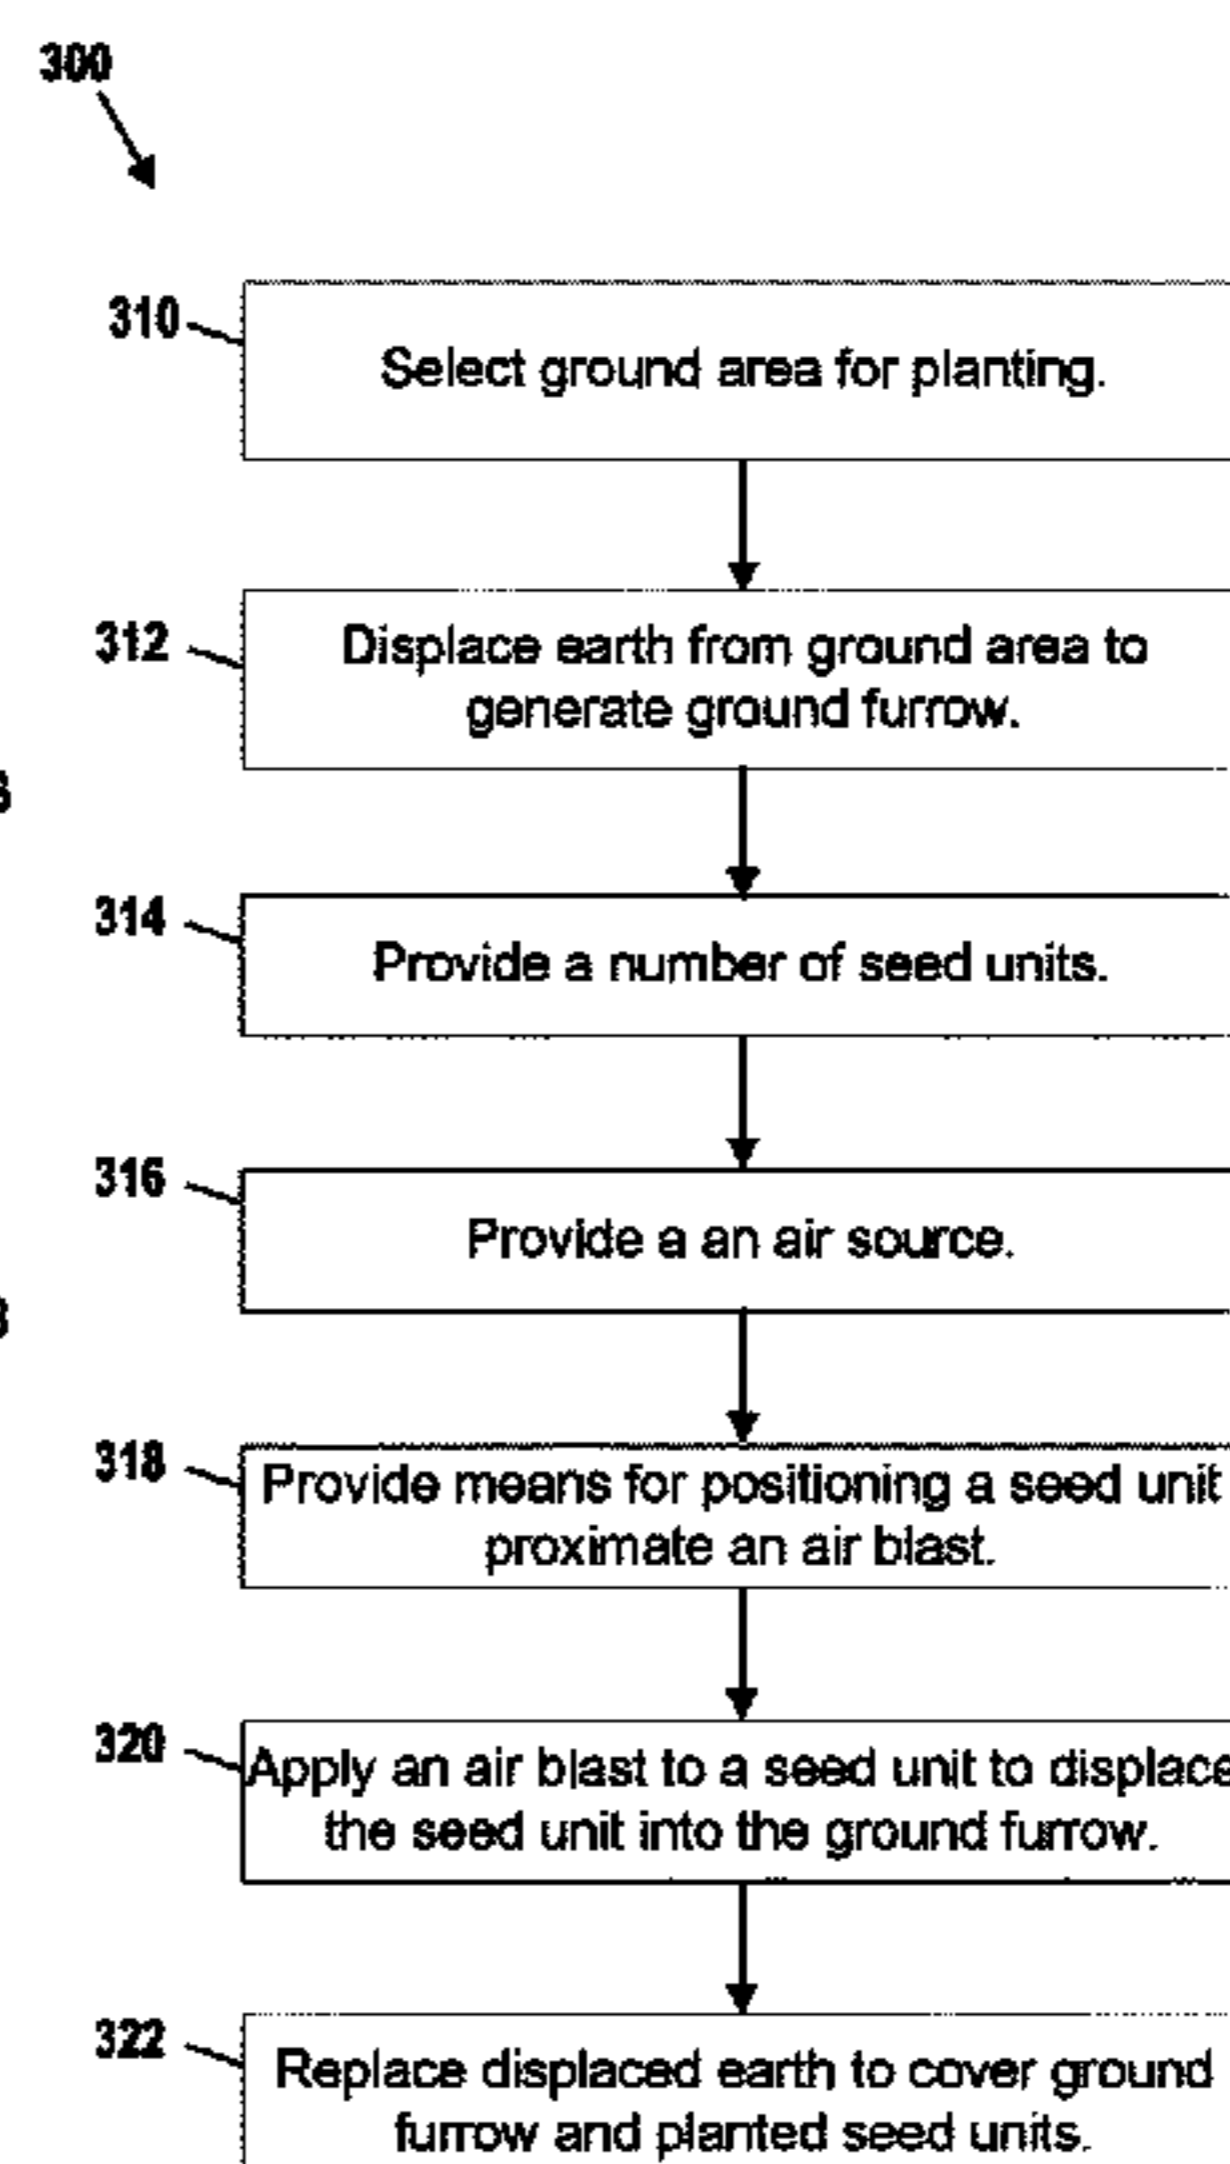 300
310
Select ground area for planting.
312
Displace earth from ground area to
generate ground furrow.
314
Provide a number of seed units.
316
Provide a an air source.
318
Provide means for positioning a seed unit
proximate an air blast.
320
Apply an air blast to a seed unit to displace
the seed unit into the ground furrow.
322
Replace displaced earth to cover ground
furrow and planted seed units.